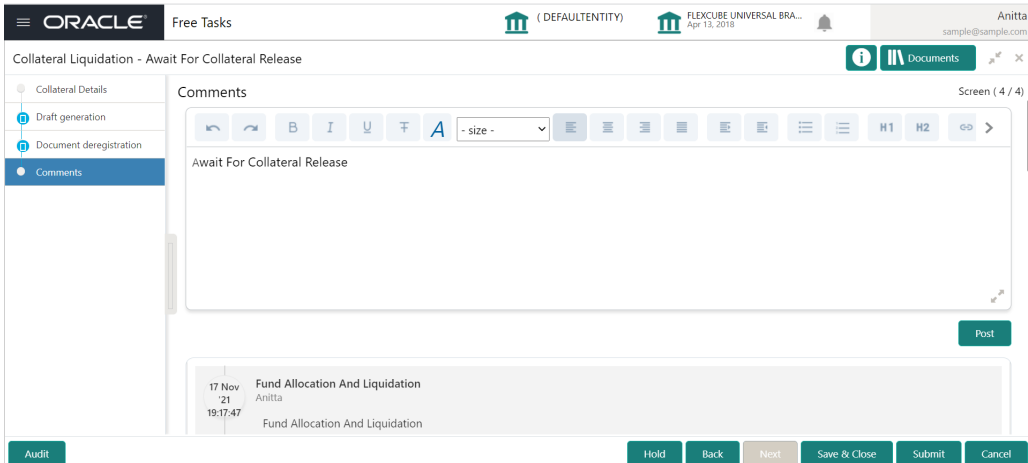 ORACLE®
Free Tasks
( DEFAULTENTITY)
FLEXCUBE UNIVERSAL BRA...
Apr 13, 2018
Anitta
sample@sample.com
Collateral Liquidation - Await For Collateral Release
Documents
Collateral Details
Draft generation
Document deregistration
Comments
Comments
Screen ( 4 / 4)
B I U T A - size - H1 H2
Await For Collateral Release
Post
17 Nov
'21
19:17:47
Fund Allocation And Liquidation
Anitta
Fund Allocation And Liquidation
Audit
Hold Back Next Save & Close Submit Cancel